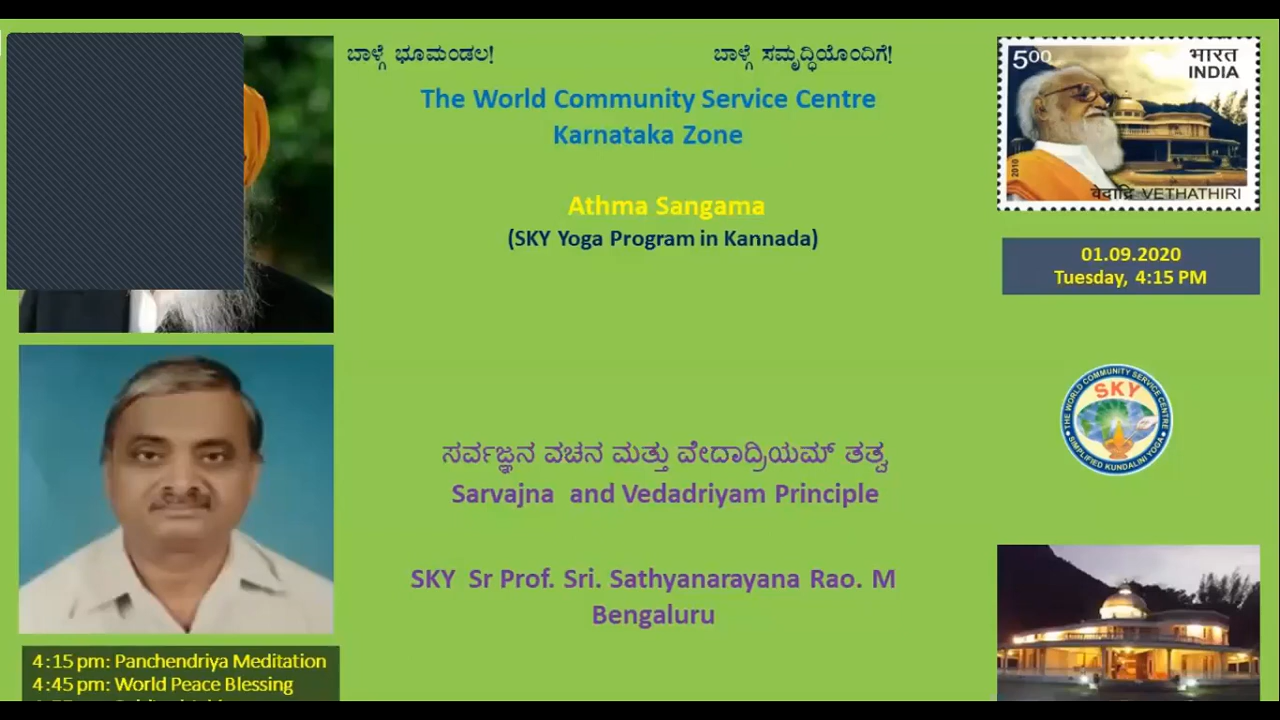 ಬಾಳ್ಗೆ ಭೂಮಂಡಲ! ಬಾಳ್ಗೆ ಸಮೃದ್ಧಿಯೊಂದಿಗೆ!
The World Community Service Centre
Karnataka Zone
Athma Sangama
(SKY Yoga Program in Kannada)
500
भारत
INDIA
2010
वेदाद्रि VETHATHIRI
01.09.2020
Tuesday, 4:15 PM
THE WORLD COMMUNITY SERVICE CENTRE
SKY
SIMPLIFIED KUNDALINI YOGA
ಸರ್ವಜ್ಞನ ವಚನ ಮತ್ತು ವೇದಾದ್ರಿಯಮ್ ತತ್ವ
Sarvajna and Vedadriyam Principle
SKY Sr Prof. Sri. Sathyanarayana Rao. M
Bengaluru
4:15 pm: Panchendriya Meditation
4:45 pm: World Peace Blessing